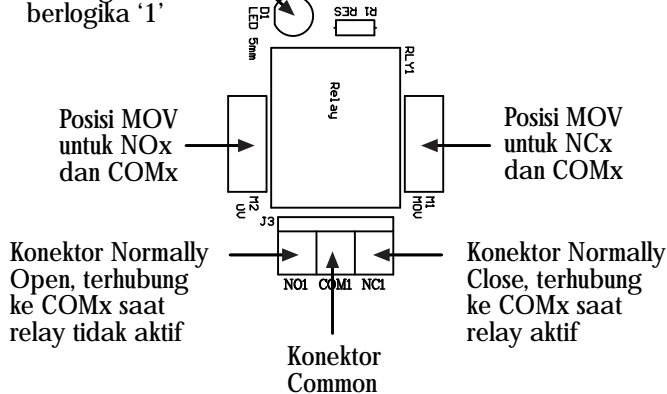 berlogika ‘1’
D1
LED 5mm
R1
RES
RLY1
Relay
Posisi MOV
untuk NOx
dan COMx
Posisi MOV
untuk NCx
dan COMx
M2
M1
MOV
J3
Konektor Normally
Open, terhubung
ke COMx saat
relay tidak aktif
NO1 COM1 NC1
Konektor Normally
Close, terhubung
ke COMx saat
relay aktif
Konektor
Common